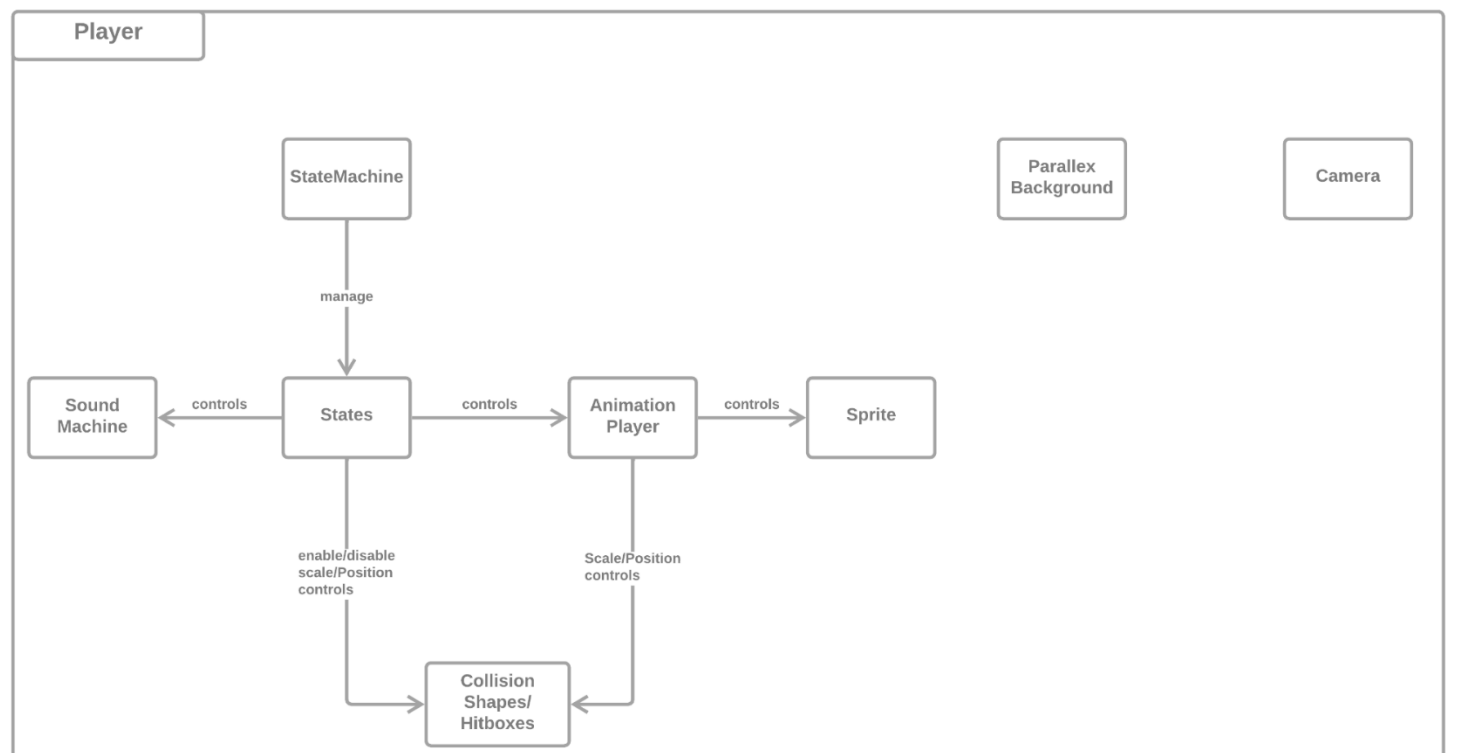 Player
StateMachine
Parallex
Background
Camera
manage
Sound
Machine
controls
States
controls
Animation
Player
controls
Sprite
enable/disable
scale/Position
controls
Scale/Position
controls
Collision
Shapes/
Hitboxes